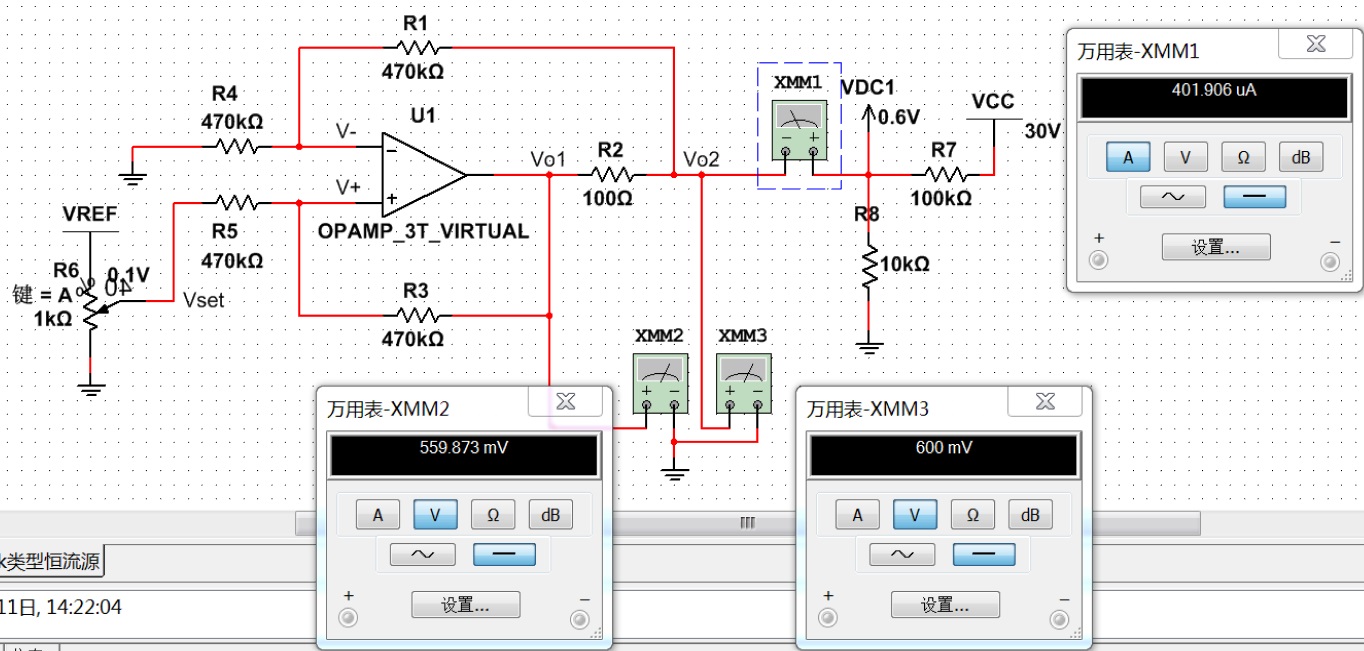 R1
470kΩ
R4
470kΩ
U1
V-
V+
OPAMP_3T_VIRTUAL
Vo1
R2
100Ω
Vo2
XMM1
VDC1
0.6V
VCC
30V
R7
100kΩ
R8
10kΩ
VREF
R5
470kΩ
R6
0.1V
键 = A
1kΩ
Vset
R3
470kΩ
XMM2
XMM3
万用表-XMM1
401.906 uA
A V Ω dB
设置...
+ −
万用表-XMM2
559.873 mV
A V Ω dB
设置...
+ −
万用表-XMM3
600 mV
A V Ω dB
设置...
+ −
k类型恒流源
11日, 14:22:04